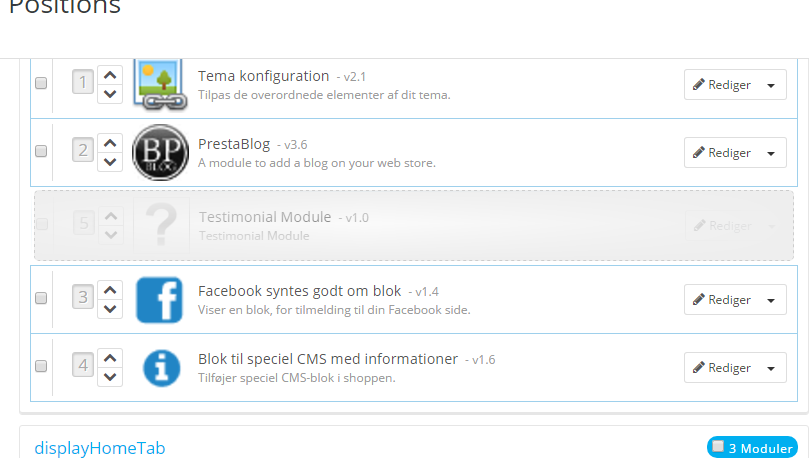 Positions
1
Tema konfiguration - v2.1
Tilpas de overordnede elementer af dit tema.
Rediger
2
BP
BLOG
PrestaBlog - v3.6
A module to add a blog on your web store.
Rediger
5
?
Testimonial Module - v1.0
Testimonial Module
Rediger
3
f
Facebook syntes godt om blok - v1.4
Viser en blok, for tilmelding til din Facebook side.
Rediger
4
i
Blok til speciel CMS med informationer - v1.6
Tilføjer speciel CMS-blok i shoppen.
Rediger
displayHomeTab
3 Moduler